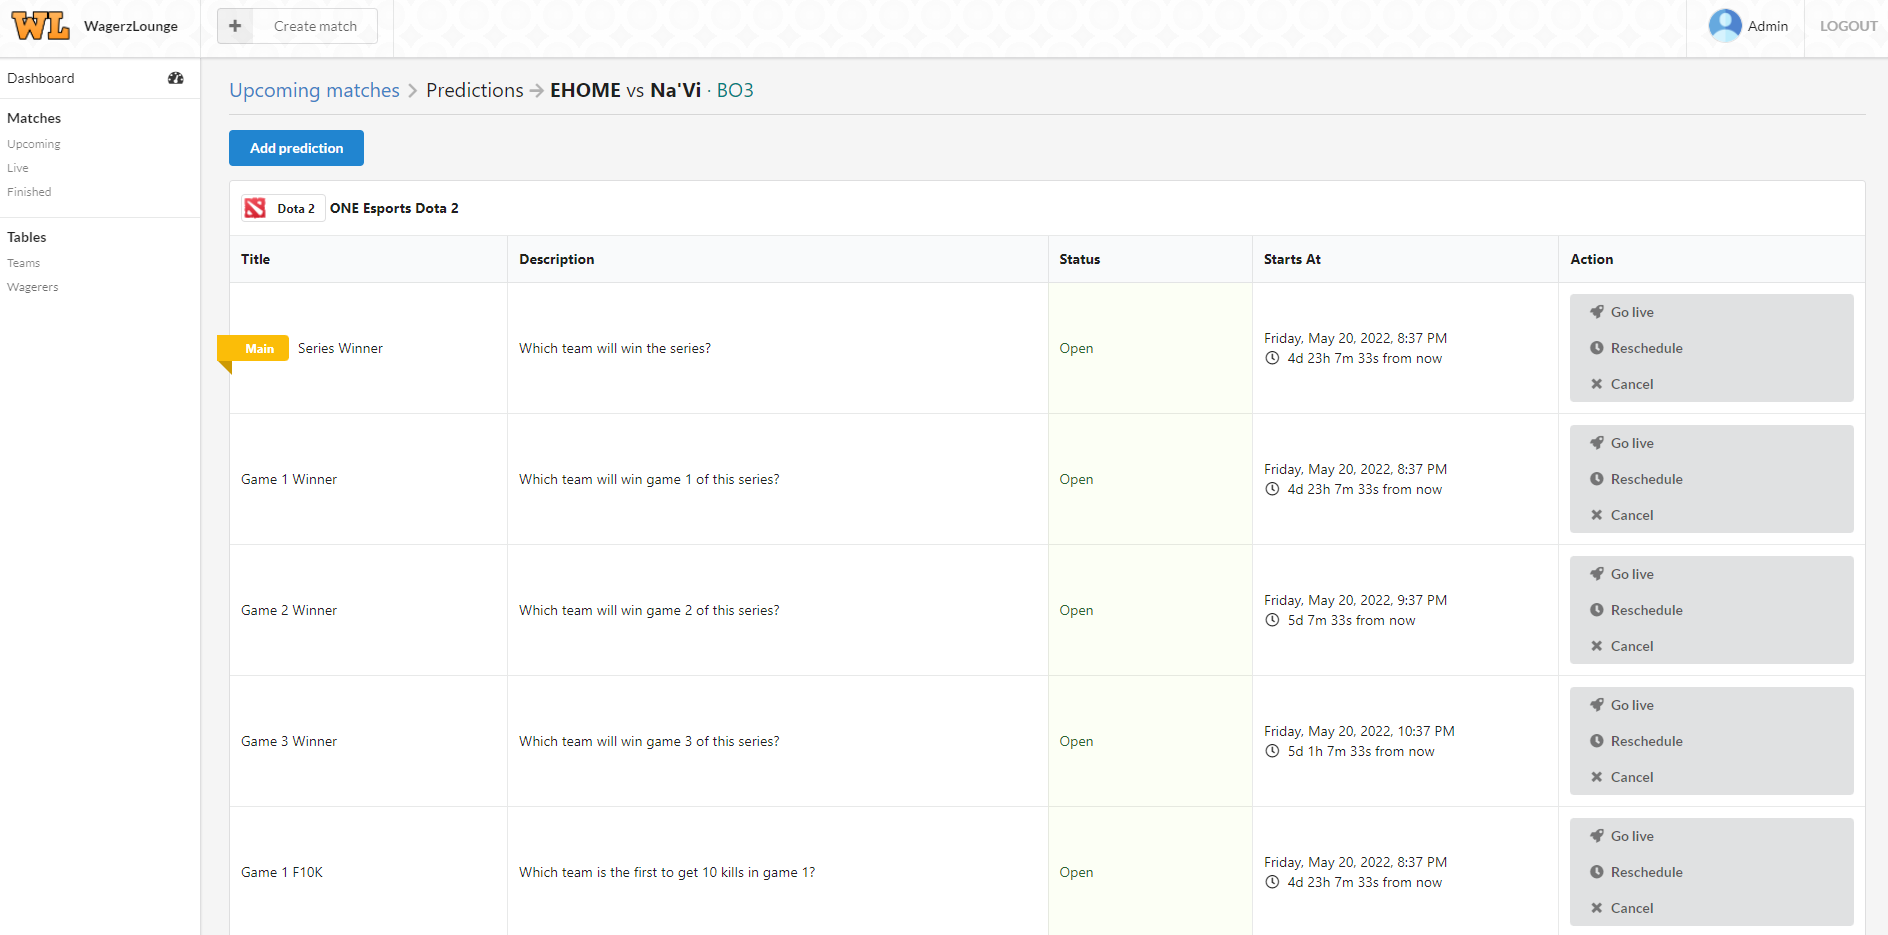 WL WagerzLounge
Create match
Admin
LOGOUT
Dashboard
Matches
Upcoming
Live
Finished
Tables
Teams
Wagerers
Upcoming matches Predictions EHOME vs Na'Vi · BO3
Add prediction
Dota 2 ONE Esports Dota 2
Title Description Status Starts At Action
Main Series Winner
Which team will win the series?
Open
Friday, May 20, 2022, 8:37 PM
4d 23h 7m 33s from now
Go live
Reschedule
Cancel
Game 1 Winner
Which team will win game 1 of this series?
Open
Friday, May 20, 2022, 8:37 PM
4d 23h 7m 33s from now
Go live
Reschedule
Cancel
Game 2 Winner
Which team will win game 2 of this series?
Open
Friday, May 20, 2022, 9:37 PM
5d 7m 33s from now
Go live
Reschedule
Cancel
Game 3 Winner
Which team will win game 3 of this series?
Open
Friday, May 20, 2022, 10:37 PM
5d 1h 7m 33s from now
Go live
Reschedule
Cancel
Game 1 F10K
Which team is the first to get 10 kills in game 1?
Open
Friday, May 20, 2022, 8:37 PM
4d 23h 7m 33s from now
Go live
Reschedule
Cancel